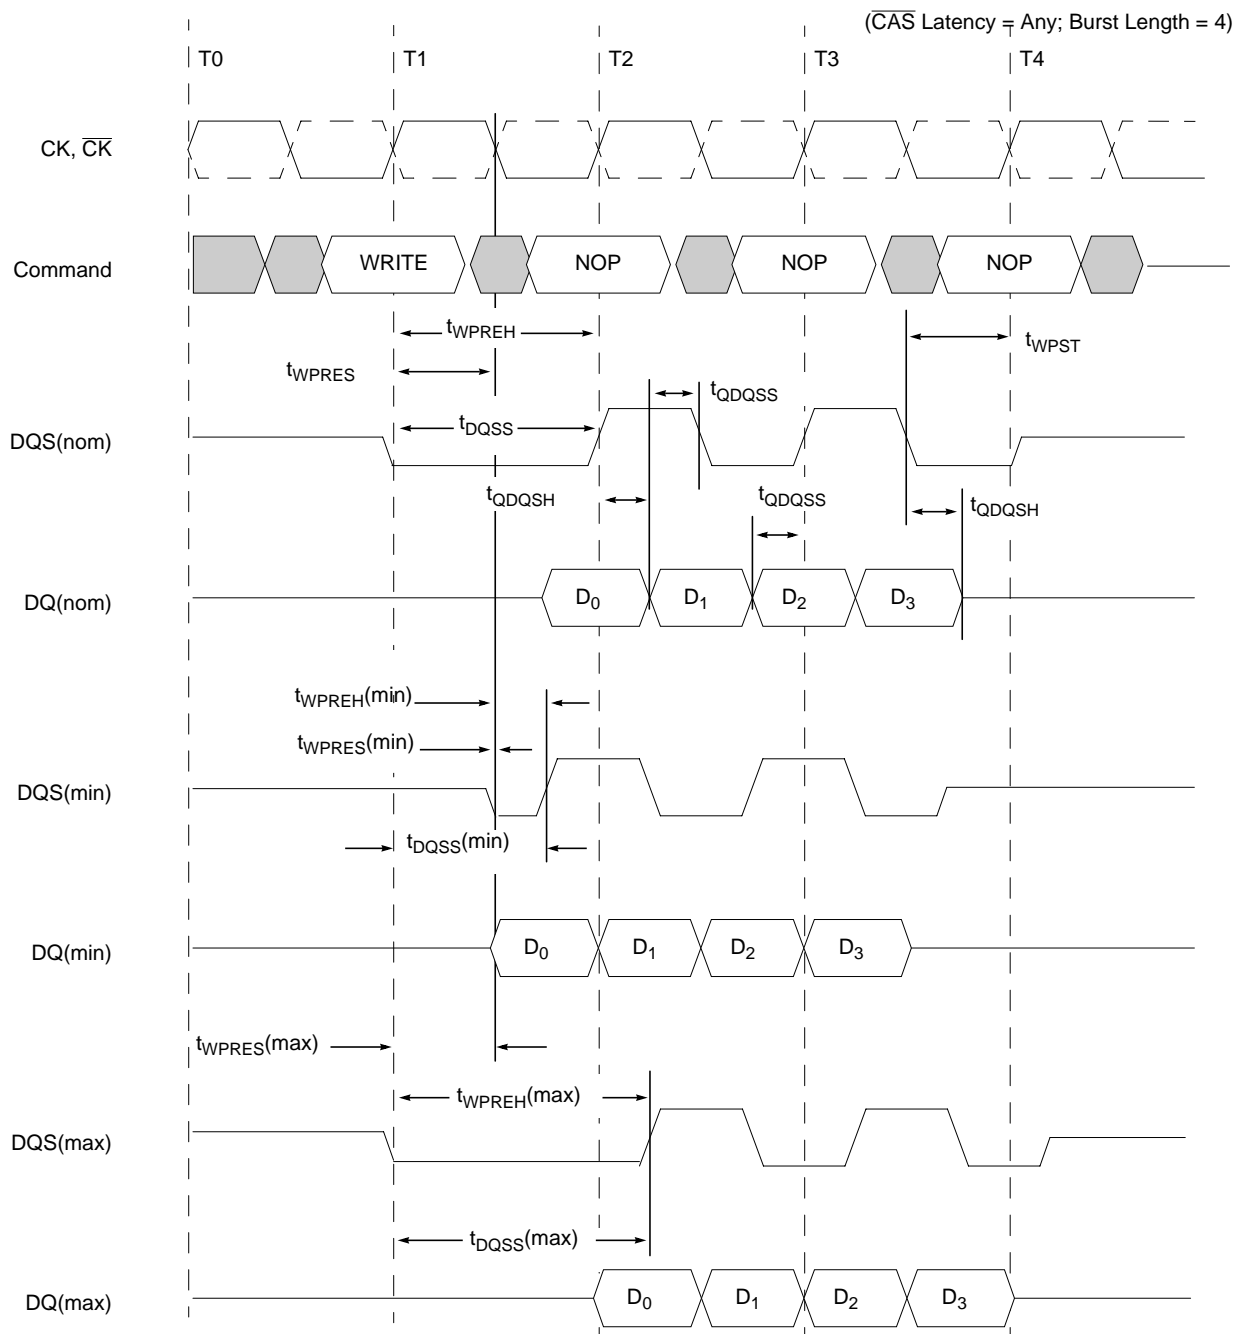 (CAS Latency = Any; Burst Length = 4)
T0 T1 T2 T3 T4
CK, CK
Command WRITE NOP NOP NOP
tWPREH
tWPST
tWPRES
tQDQSS
DQS(nom) tDQSS
tQDQSH tQDQSS tQDQSH
DQ(nom) D0 D1 D2 D3
tWPREH(min)
tWPRES(min)
DQS(min)
tDQSS(min)
DQ(min) D0 D1 D2 D3
tWPRES(max)
tWPREH(max)
DQS(max)
tDQSS(max)
DQ(max) D0 D1 D2 D3